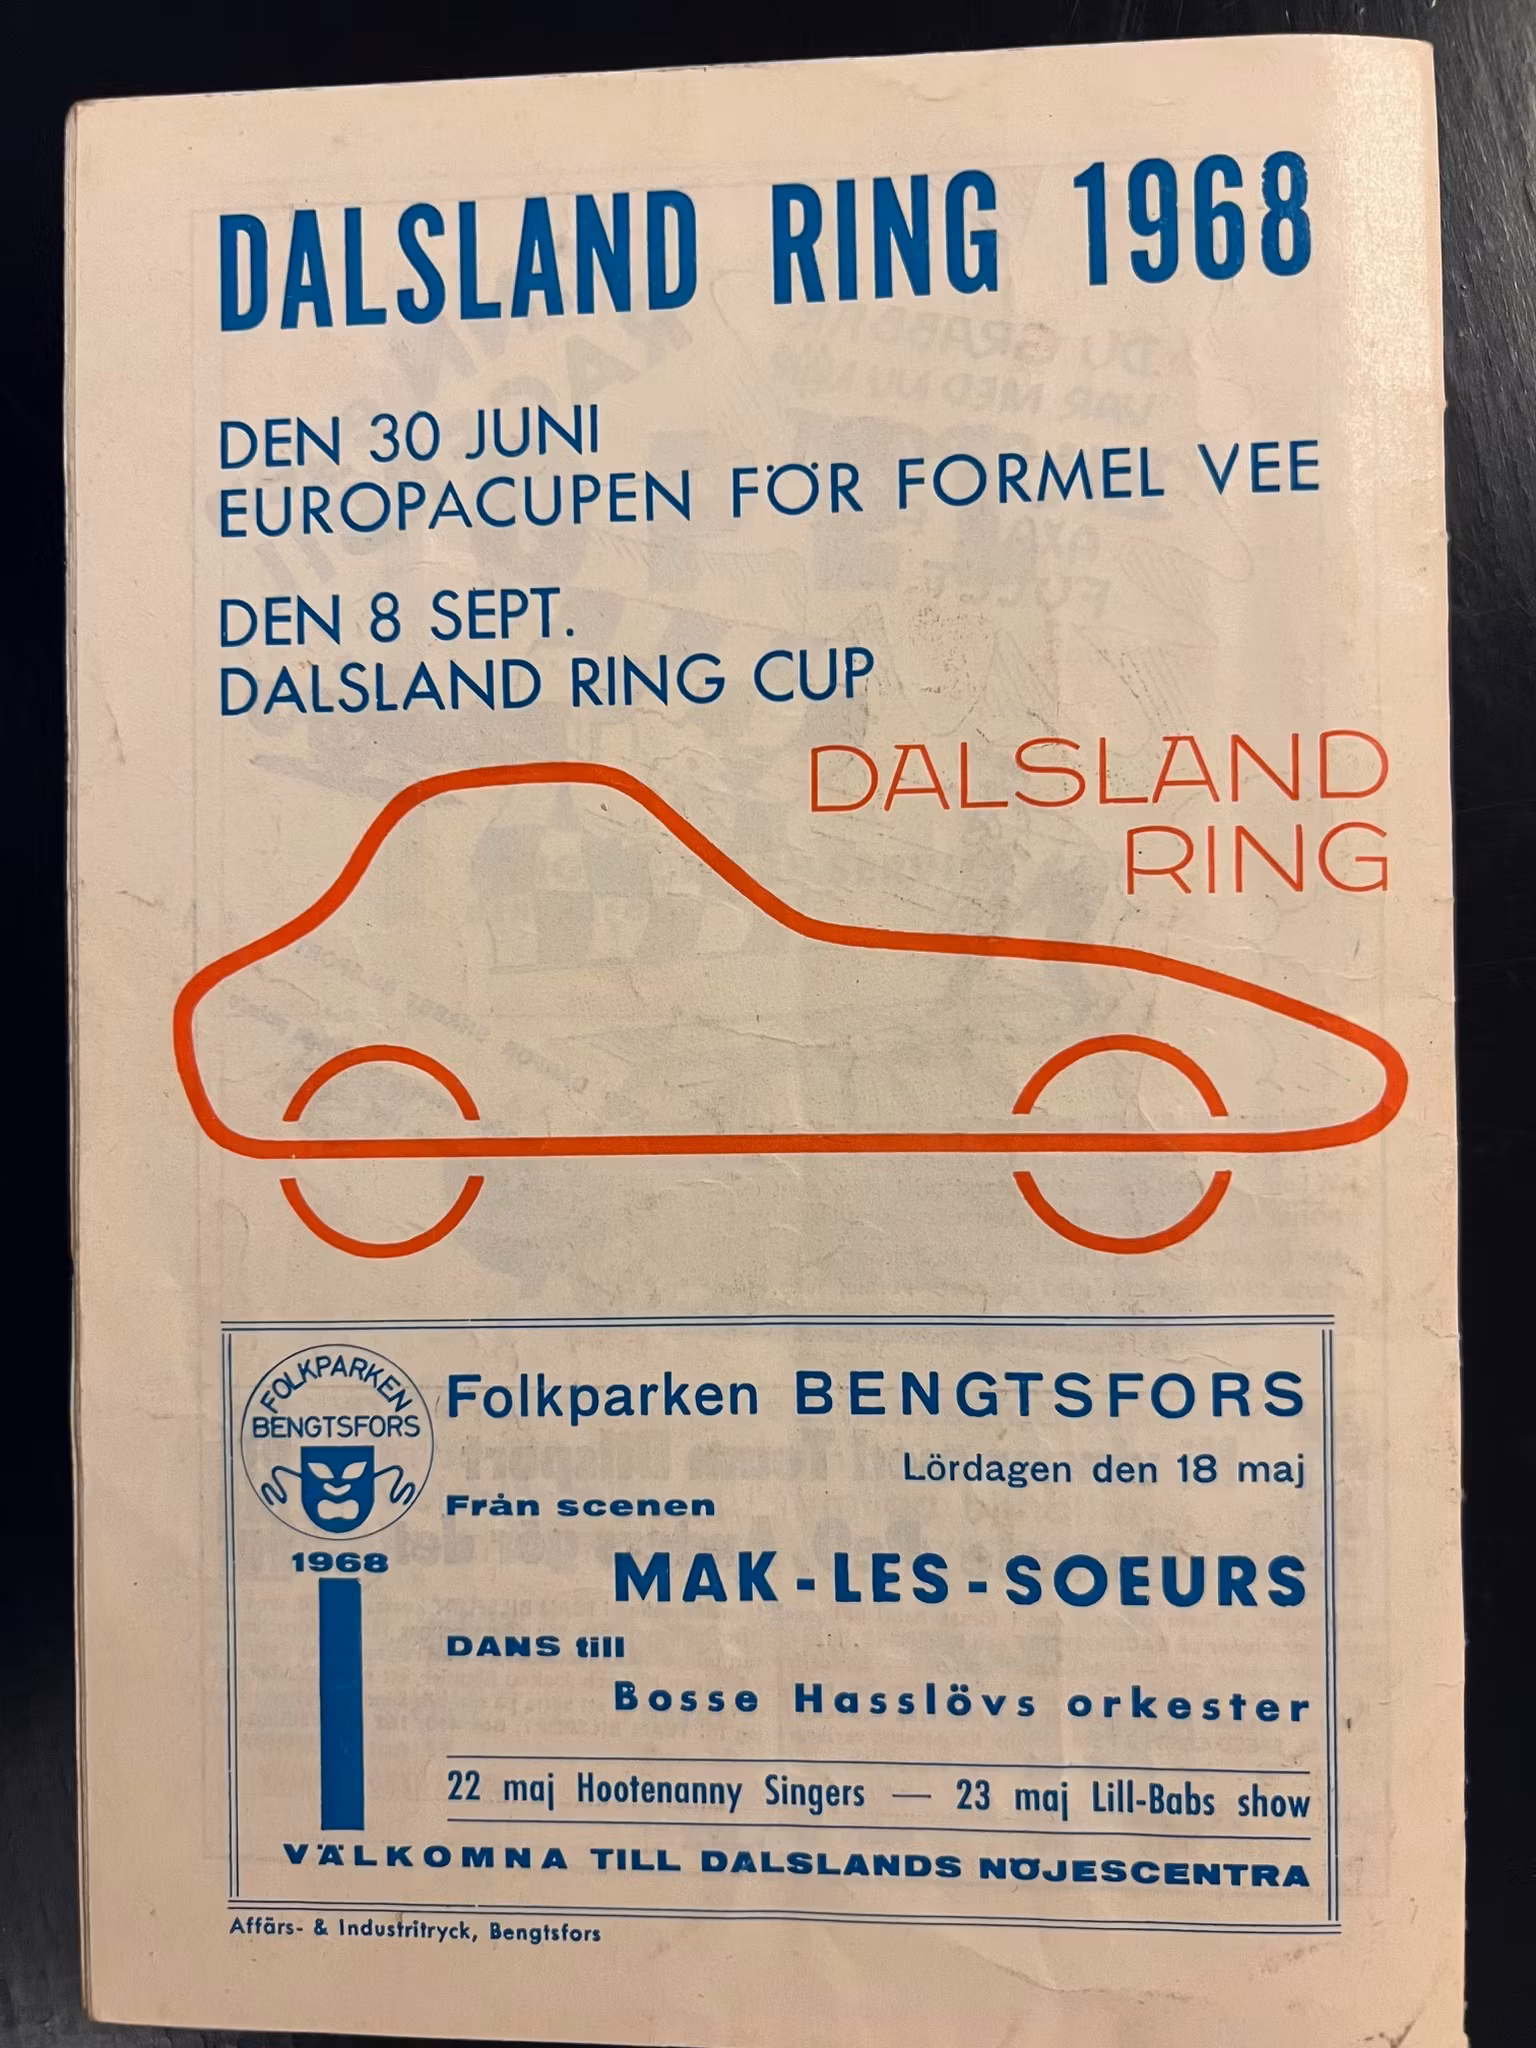 DALSLAND RING 1968
DEN 30 JUNI
EUROPACUPEN FÖR FORMEL VEE
DEN 8 SEPT.
DALSLAND RING CUP
DALSLAND
RING
FOLKPARKEN
BENGTSFORS
1968
Folkparken BENGTSFORS
Lördagen den 18 maj
Från scenen
MAK-LES-SOEURS
DANS till
Bosse Hasslövs orkester
22 maj Hootenanny Singers — 23 maj Lill-Babs show
VÄLKOMNA TILL DALSLANDS NÖJESCENTRA
Affärs- & Industritryck, Bengtsfors